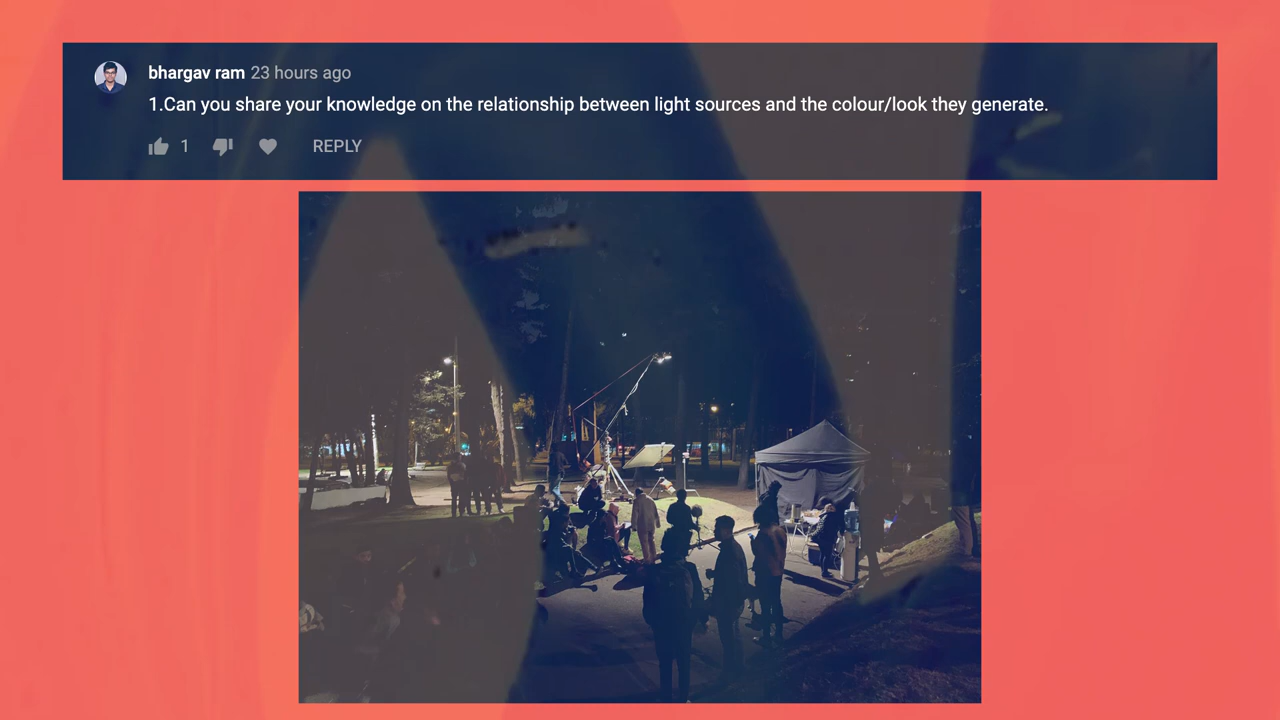 bhargav ram 23 hours ago
1.Can you share your knowledge on the relationship between light sources and the colour/look they generate.
1 REPLY